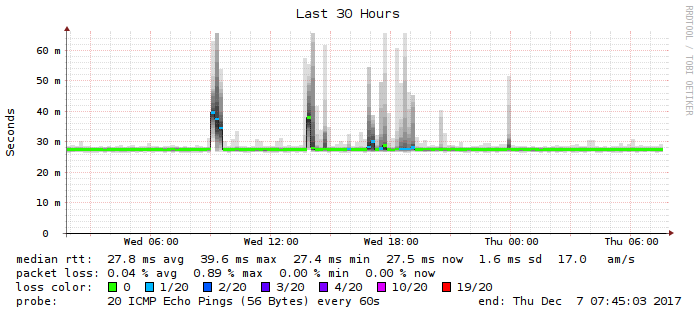 Last 30 Hours
RRDTOOL / TOBI OETIKER
Seconds
60 m
50 m
40 m
30 m
20 m
10 m
0
Wed 06:00 Wed 12:00 Wed 18:00 Thu 00:00 Thu 06:00
median rtt: 27.8 ms avg 39.6 ms max 27.4 ms min 27.5 ms now 1.6 ms sd 17.0 am/s
packet loss: 0.04 % avg 0.89 % max 0.00 % min 0.00 % now
loss color: 0 1/20 2/20 3/20 4/20 10/20 19/20
probe: 20 ICMP Echo Pings (56 Bytes) every 60s end: Thu Dec 7 07:45:03 2017